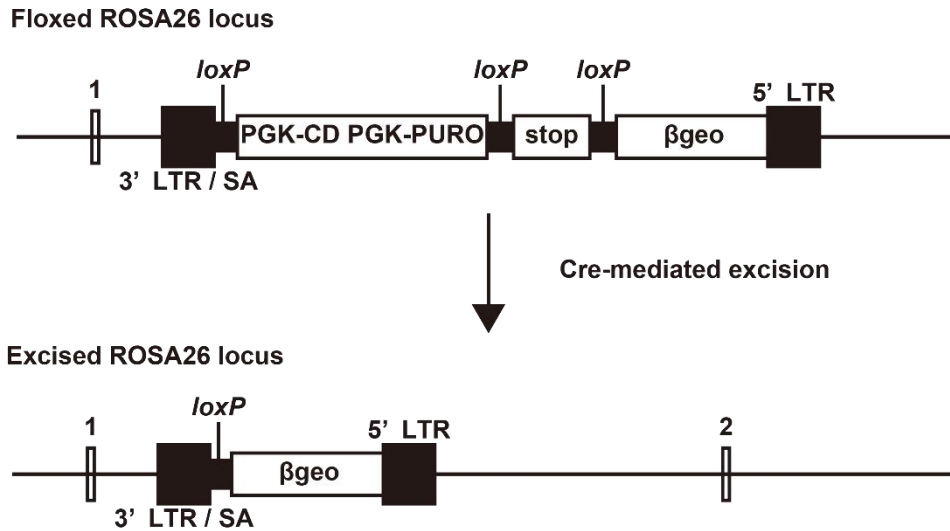 Floxed ROSA26 locus
loxP loxP loxP
1 5' LTR
PGK-CD PGK-PURO stop βgeo
3' LTR / SA
Cre-mediated excision
Excised ROSA26 locus
loxP
1 5' LTR 2
βgeo
3' LTR / SA